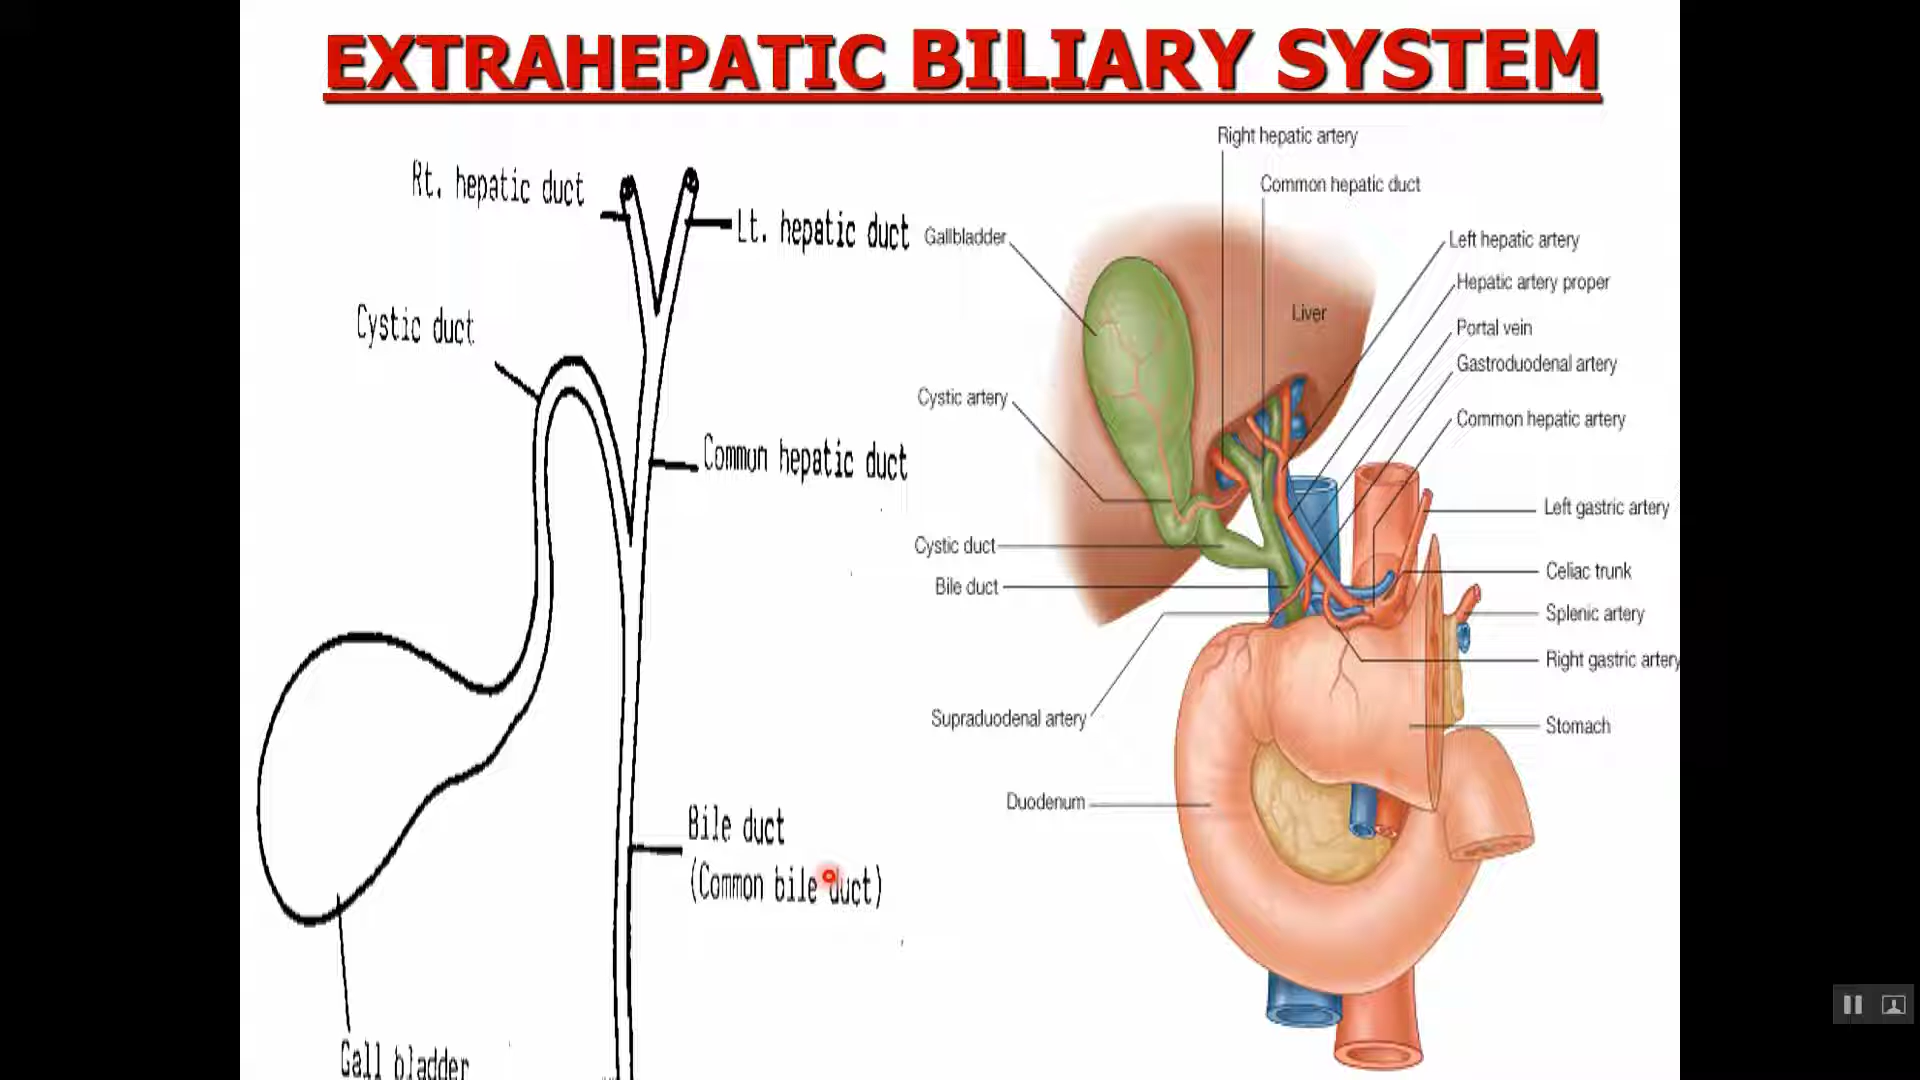 EXTRAHEPATIC BILIARY SYSTEM
Rt. hepatic duct
Lt. hepatic duct
Cystic duct
Common hepatic duct
Bile duct
(Common bile duct)
Gall bladder
Right hepatic artery
Common hepatic duct
Gallbladder
Left hepatic artery
Hepatic artery proper
Liver
Portal vein
Gastroduodenal artery
Cystic artery
Common hepatic artery
Left gastric artery
Cystic duct
Celiac trunk
Bile duct
Splenic artery
Right gastric artery
Supraduodenal artery
Stomach
Duodenum